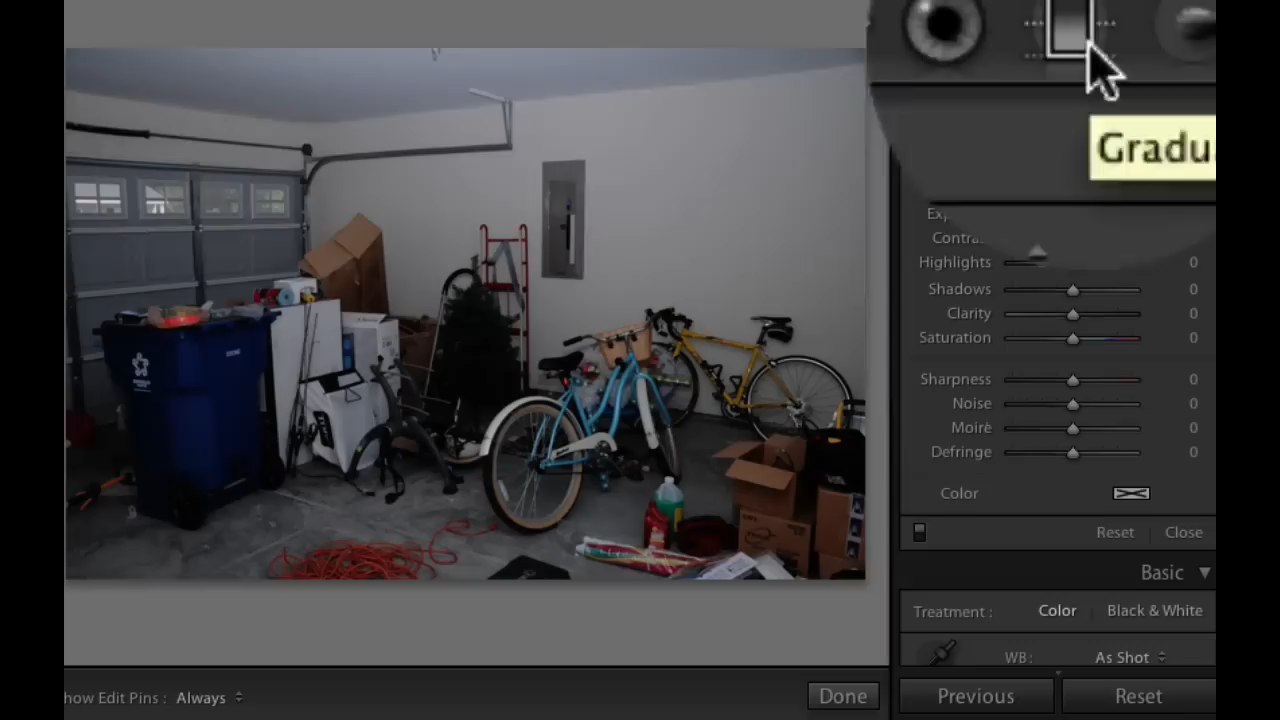 Gradu
Contra
Highlights 0
Shadows 0
Clarity 0
Saturation 0
Sharpness 0
Noise 0
Moiré 0
Defringe 0
Color
Reset Close
Basic
Treatment : Color Black & White
WB : As Shot
how Edit Pins : Always Done Previous Reset